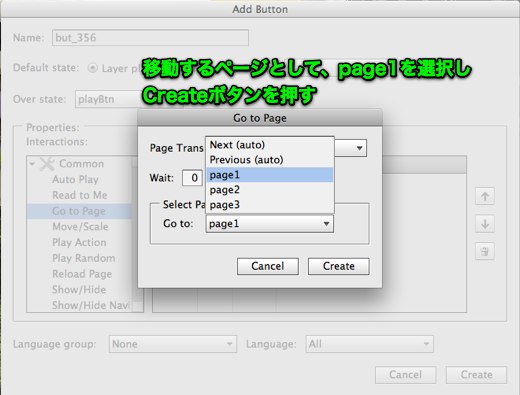 Add Button
Name: but_356
Default state: Layer pl
移動するページとして、page1を選択し
Createボタンを押す
Over state: playBtn
Go to Page
Properties:
Interactions:
Page Trans
Next (auto)
Previous (auto)
page1
page2
page3
Wait: 0
Select Pa
Go to: page1
Cancel Create
Common
Auto Play
Read to Me
Go to Page
Move/Scale
Play Action
Play Random
Reload Page
Show/Hide
Show/Hide Navi
Language group: None Language: All
Cancel Create